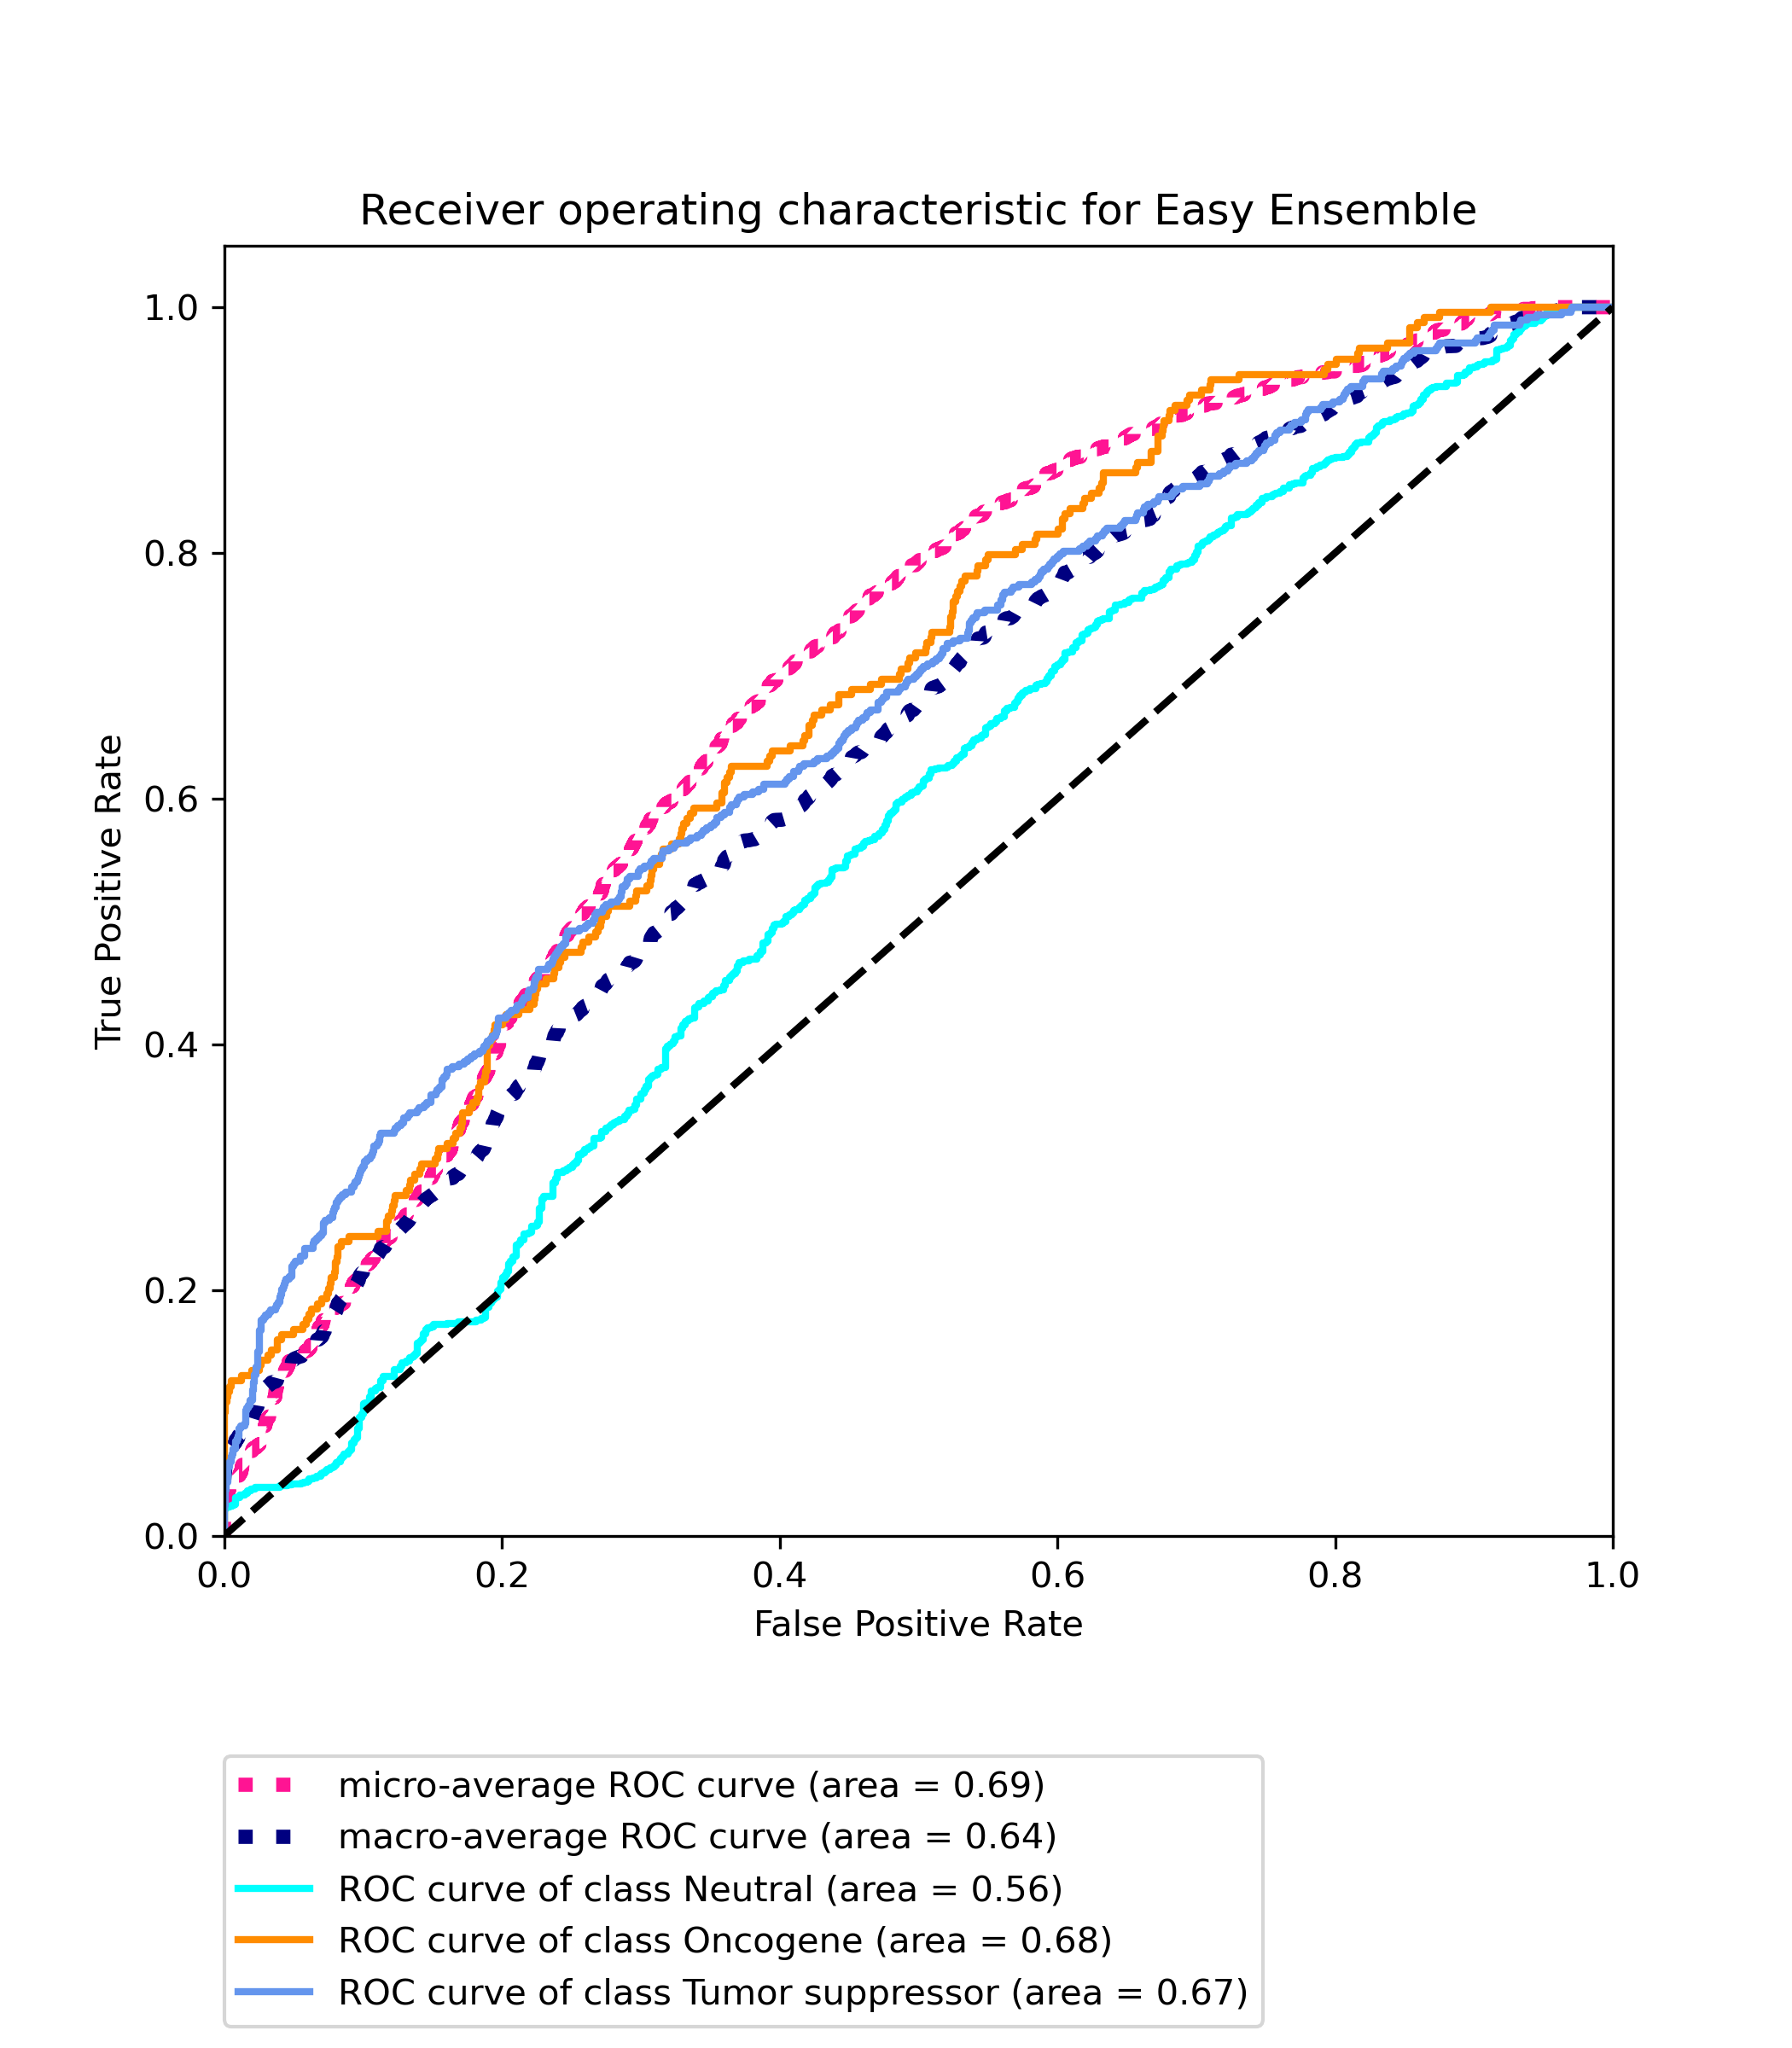 Receiver operating characteristic for Easy Ensemble
True Positive Rate
1.0
0.8
0.6
0.4
0.2
0.0
0.0 0.2 0.4 0.6 0.8 1.0
False Positive Rate
micro-average ROC curve (area = 0.69)
macro-average ROC curve (area = 0.64)
ROC curve of class Neutral (area = 0.56)
ROC curve of class Oncogene (area = 0.68)
ROC curve of class Tumor suppressor (area = 0.67)